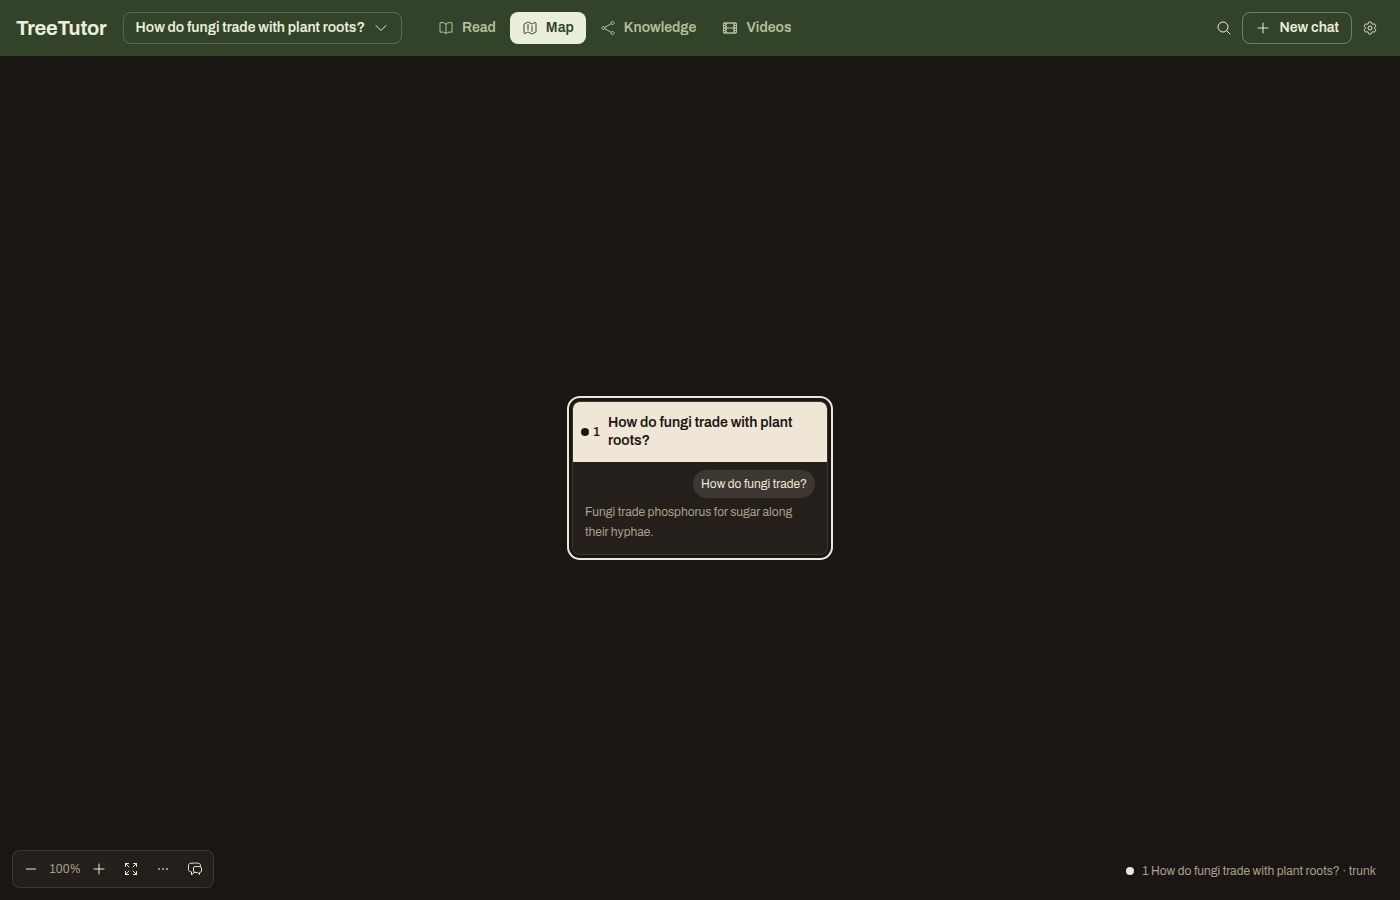 TreeTutor
How do fungi trade with plant roots?
Read
Map
Knowledge
Videos
New chat
1
How do fungi trade with plant
roots?
How do fungi trade?
Fungi trade phosphorus for sugar along
their hyphae.
100%
1 How do fungi trade with plant roots? · trunk